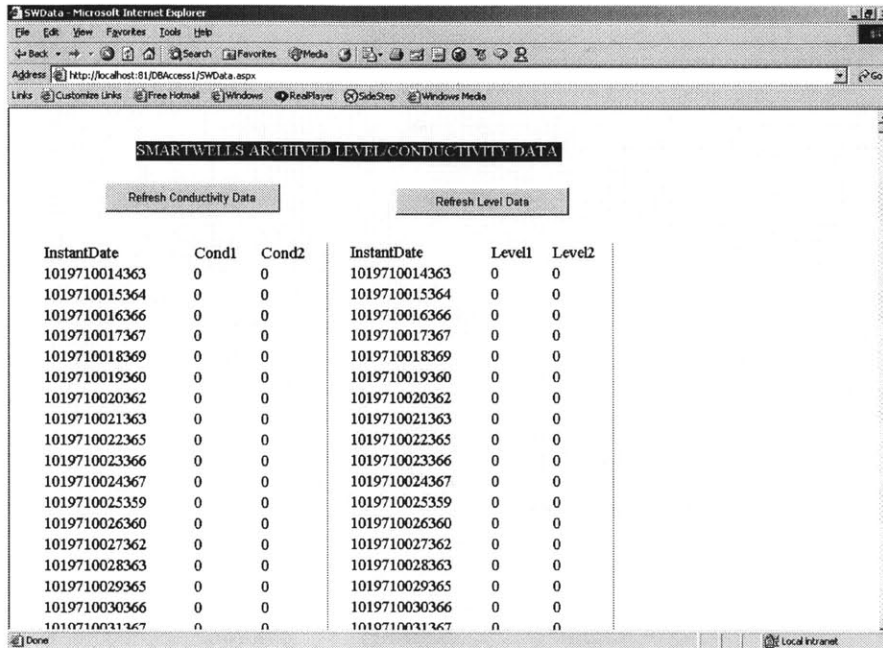 SWData - Microsoft Internet Explorer
File Edit View Favorites Tools Help
Back Search Favorites Media
Address http://localhost:81/DBAccess1/SWData.aspx Go
Links Customize Links Free Hotmail Windows RealPlayer SideStep Windows Media
SMARTWELLS ARCHIVED LEVEL/CONDUCTIVITY DATA
Refresh Conductivity Data Refresh Level Data
InstantDate Cond1 Cond2 InstantDate Level1 Level2
1019710014363 0 0 1019710014363 0 0
1019710015364 0 0 1019710015364 0 0
1019710016366 0 0 1019710016366 0 0
1019710017367 0 0 1019710017367 0 0
1019710018369 0 0 1019710018369 0 0
1019710019360 0 0 1019710019360 0 0
1019710020362 0 0 1019710020362 0 0
1019710021363 0 0 1019710021363 0 0
1019710022365 0 0 1019710022365 0 0
1019710023366 0 0 1019710023366 0 0
1019710024367 0 0 1019710024367 0 0
1019710025359 0 0 1019710025359 0 0
1019710026360 0 0 1019710026360 0 0
1019710027362 0 0 1019710027362 0 0
1019710028363 0 0 1019710028363 0 0
1019710029365 0 0 1019710029365 0 0
1019710030366 0 0 1019710030366 0 0
1019710031367 0 0 1019710031367 0 0
Done Local intranet